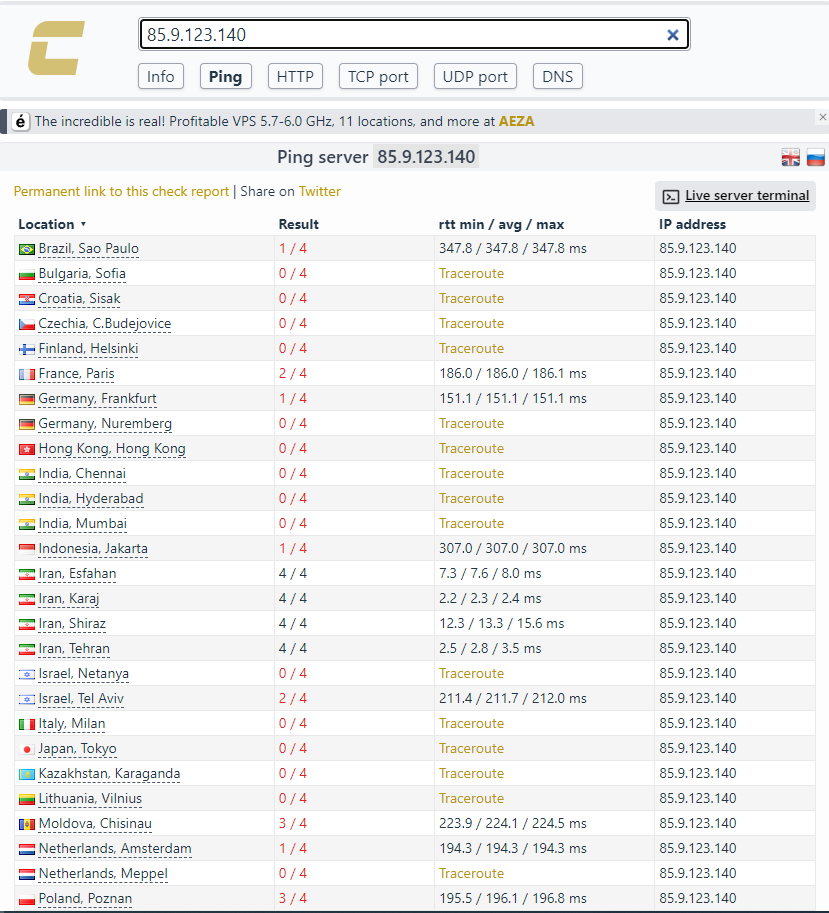 85.9.123.140
Info Ping HTTP TCP port UDP port DNS
The incredible is real! Profitable VPS 5.7-6.0 GHz, 11 locations, and more at AEZA
Ping server 85.9.123.140
Permanent link to this check report | Share on Twitter
Live server terminal
Location Result rtt min / avg / max IP address
Brazil, Sao Paulo 1 / 4 347.8 / 347.8 / 347.8 ms 85.9.123.140
Bulgaria, Sofia 0 / 4 Traceroute 85.9.123.140
Croatia, Sisak 0 / 4 Traceroute 85.9.123.140
Czechia, C.Budejovice 0 / 4 Traceroute 85.9.123.140
Finland, Helsinki 0 / 4 Traceroute 85.9.123.140
France, Paris 2 / 4 186.0 / 186.0 / 186.1 ms 85.9.123.140
Germany, Frankfurt 1 / 4 151.1 / 151.1 / 151.1 ms 85.9.123.140
Germany, Nuremberg 0 / 4 Traceroute 85.9.123.140
Hong Kong, Hong Kong 0 / 4 Traceroute 85.9.123.140
India, Chennai 0 / 4 Traceroute 85.9.123.140
India, Hyderabad 0 / 4 Traceroute 85.9.123.140
India, Mumbai 0 / 4 Traceroute 85.9.123.140
Indonesia, Jakarta 1 / 4 307.0 / 307.0 / 307.0 ms 85.9.123.140
Iran, Esfahan 4 / 4 7.3 / 7.6 / 8.0 ms 85.9.123.140
Iran, Karaj 4 / 4 2.2 / 2.3 / 2.4 ms 85.9.123.140
Iran, Shiraz 4 / 4 12.3 / 13.3 / 15.6 ms 85.9.123.140
Iran, Tehran 4 / 4 2.5 / 2.8 / 3.5 ms 85.9.123.140
Israel, Netanya 0 / 4 Traceroute 85.9.123.140
Israel, Tel Aviv 2 / 4 211.4 / 211.7 / 212.0 ms 85.9.123.140
Italy, Milan 0 / 4 Traceroute 85.9.123.140
Japan, Tokyo 0 / 4 Traceroute 85.9.123.140
Kazakhstan, Karaganda 0 / 4 Traceroute 85.9.123.140
Lithuania, Vilnius 0 / 4 Traceroute 85.9.123.140
Moldova, Chisinau 3 / 4 223.9 / 224.1 / 224.5 ms 85.9.123.140
Netherlands, Amsterdam 1 / 4 194.3 / 194.3 / 194.3 ms 85.9.123.140
Netherlands, Meppel 0 / 4 Traceroute 85.9.123.140
Poland, Poznan 3 / 4 195.5 / 196.1 / 196.8 ms 85.9.123.140